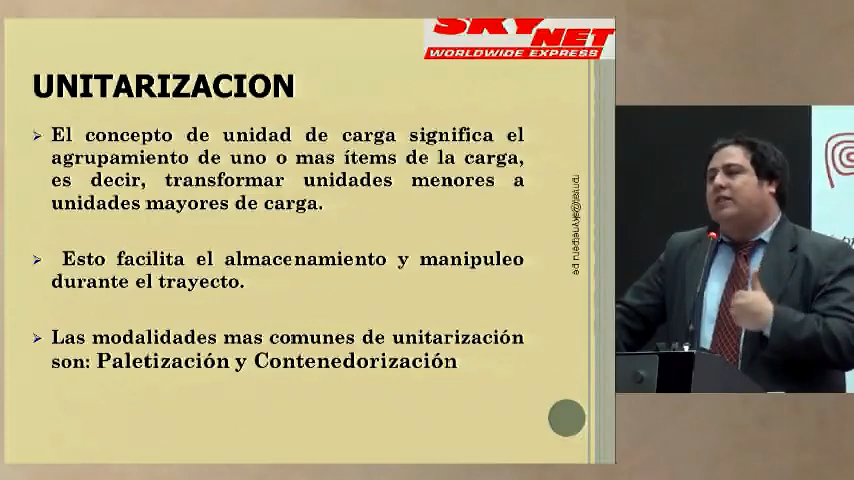 SKYNET
WORLDWIDE EXPRESS
UNITARIZACION
El concepto de unidad de carga significa el
agrupamiento de uno o mas ítems de la carga,
es decir, transformar unidades menores a
unidades mayores de carga.
Esto facilita el almacenamiento y manipuleo
durante el trayecto.
Las modalidades mas comunes de unitarización
son: Paletización y Contenedorización